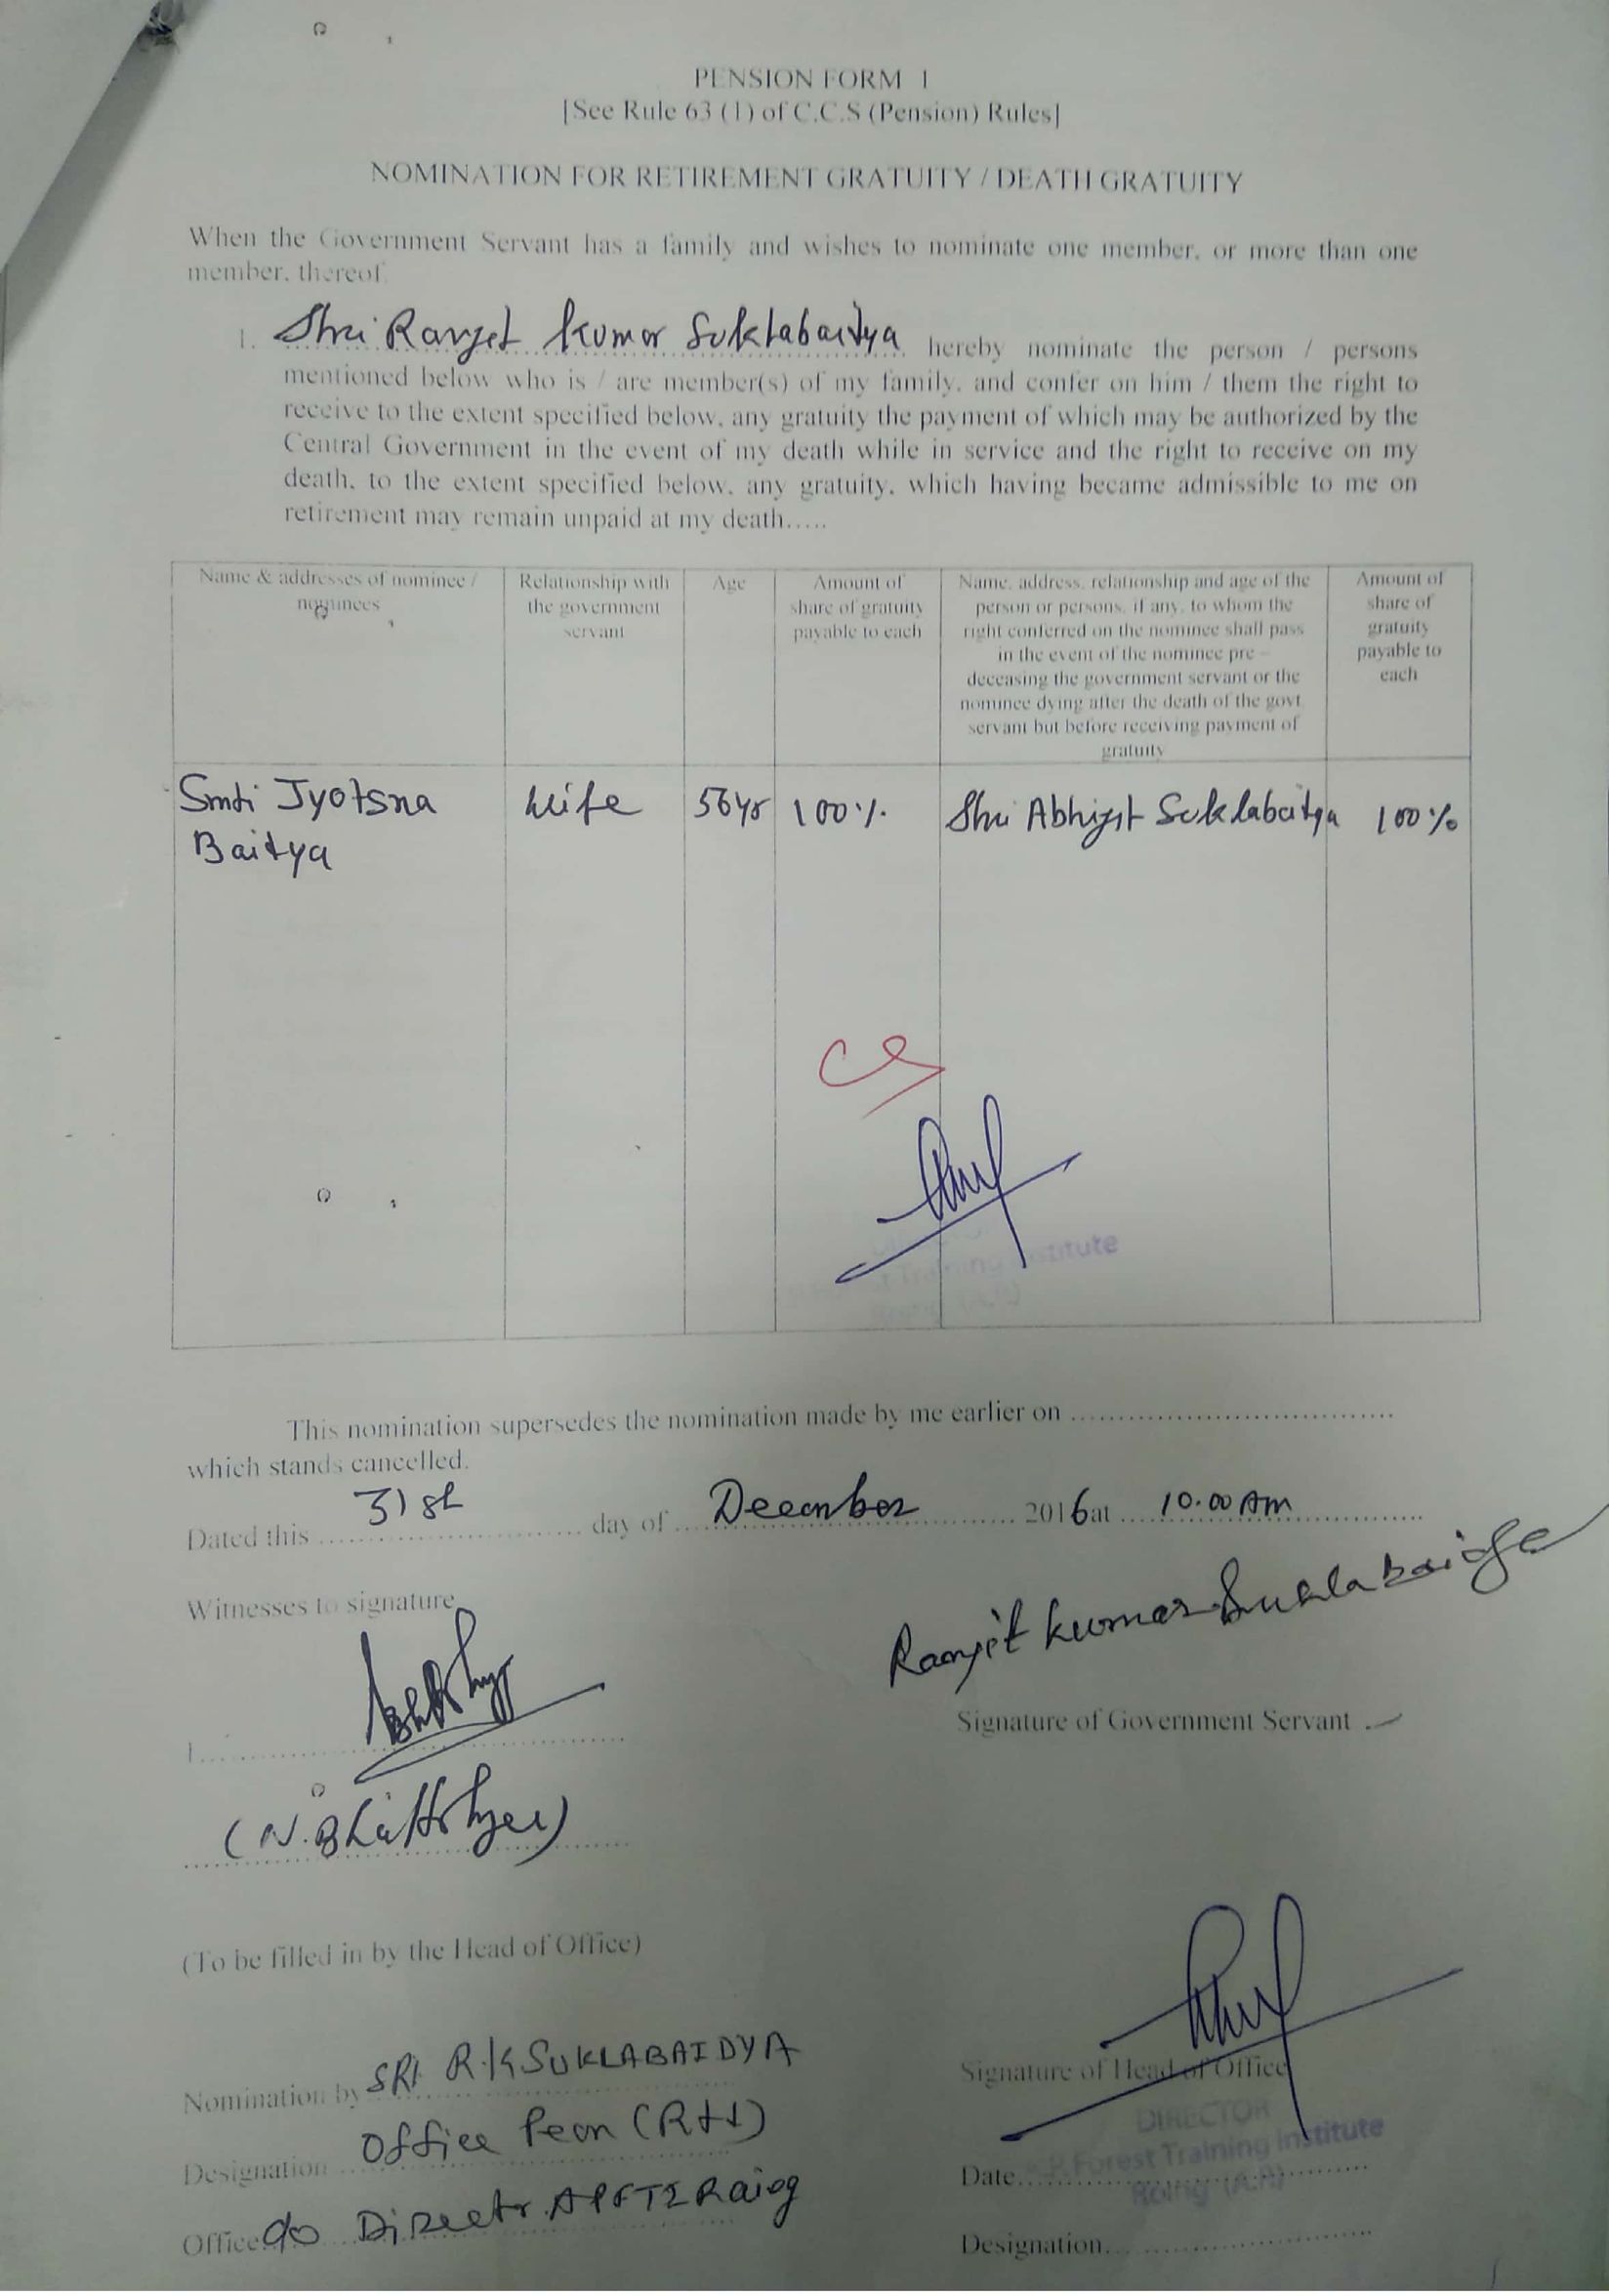 PENSION FORM 1
[See Rule 63 (1) of C.C.S (Pension) Rules]
NOMINATION FOR RETIREMENT GRATUITY / DEATH GRATUITY
When the Government Servant has a family and wishes to nominate one member, or more than one
member, thereof
1. Shri Ranjet Kumar Suklabaidya hereby nominate the person / persons
mentioned below who is / are member(s) of my family, and confer on him / them the right to
receive to the extent specified below, any gratuity the payment of which may be authorized by the
Central Government in the event of my death while in service and the right to receive on my
death, to the extent specified below, any gratuity, which having became admissible to me on
retirement may remain unpaid at my death.....
Name & addresses of nominee /
nominees
Relationship with
the government
servant
Age
Amount of
share of gratuity
payable to each
Name, address, relationship and age of the
person or persons, if any, to whom the
right conferred on the nominee shall pass
in the event of the nominee pre –
deceasing the government servant or the
nominee dying after the death of the govt
servant but before receiving payment of
gratuity
Amount of
share of
gratuity
payable to
each
Smti Jyotsna
Baitya
Wife
56 yrs
100%
Shri Abhijit Suklabaitya
100%
Training Institute
This nomination supersedes the nomination made by me earlier on ....................................
which stands cancelled.
Dated this 31st day of December 2016 at 10.00 AM
Witnesses to signature
Ranjit Kumar Suklabaidya
Signature of Government Servant
1.
(N. Bhattarjee)
(To be filled in by the Head of Office)
Nomination by SRI R.K SUKLABAIDYA
Signature of Head of Office
DIRECTOR
Forest Training Institute
Roing (A.P)
Designation Office Peon (Rtd)
Date
Office o/o Director APFTI Roing
Designation